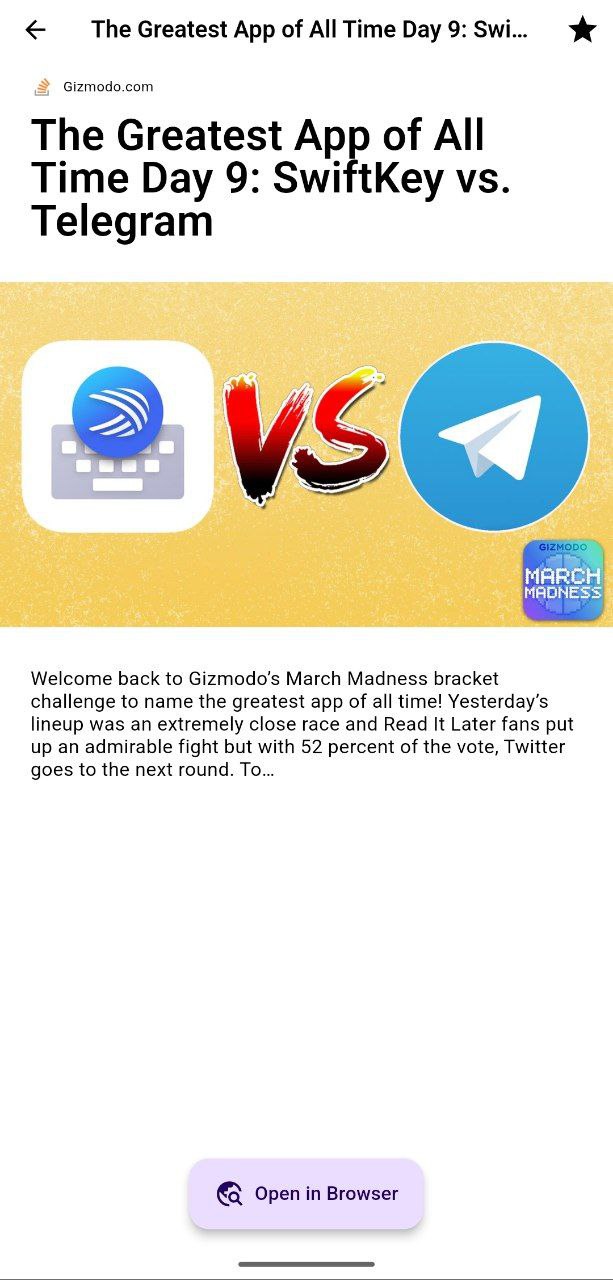 The Greatest App of All Time Day 9: Swi...
Gizmodo.com
The Greatest App of All
Time Day 9: SwiftKey vs.
Telegram
VS
GIZMODO
MARCH
MADNESS
Welcome back to Gizmodo’s March Madness bracket
challenge to name the greatest app of all time! Yesterday’s
lineup was an extremely close race and Read It Later fans put
up an admirable fight but with 52 percent of the vote, Twitter
goes to the next round. To…
Open in Browser